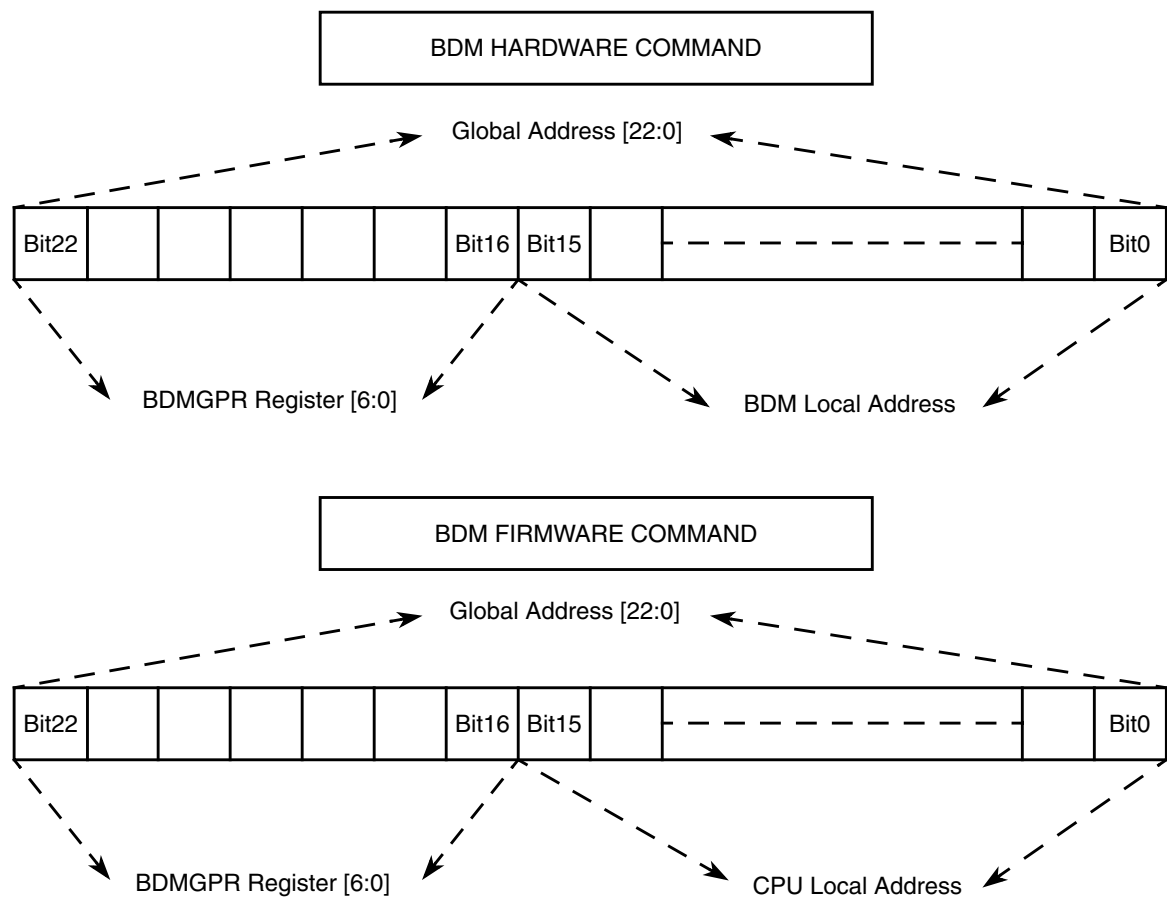 BDM HARDWARE COMMAND
Global Address [22:0]
Bit22 Bit16 Bit15 Bit0
BDMGPR Register [6:0] BDM Local Address
BDM FIRMWARE COMMAND
Global Address [22:0]
Bit22 Bit16 Bit15 Bit0
BDMGPR Register [6:0] CPU Local Address